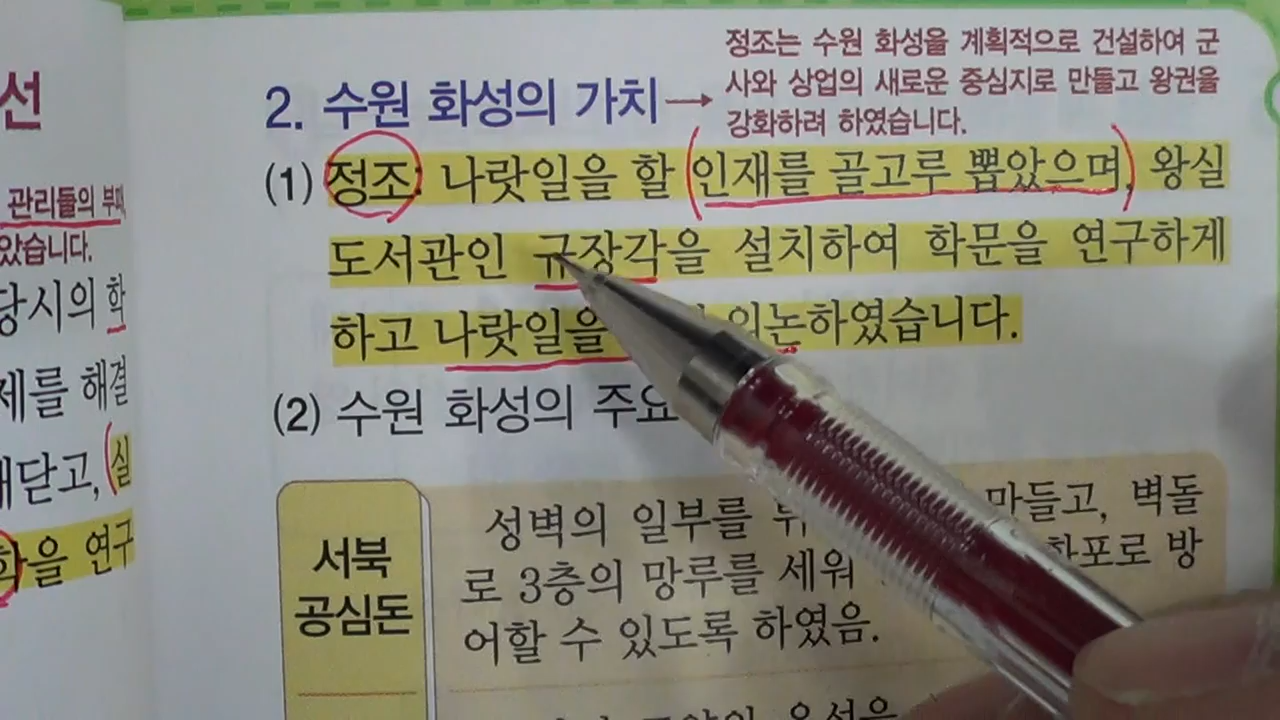 선
관리들의 부패
았습니다.
당시의 학
제를 해결
개닫고, (실
학을 연구
2. 수원 화성의 가치 →
정조는 수원 화성을 계획적으로 건설하여 군
사와 상업의 새로운 중심지로 만들고 왕권을
강화하려 하였습니다.
(1) 정조: 나랏일을 할 (인재를 골고루 뽑았으며), 왕실
도서관인 규장각을 설치하여 학문을 연구하게
하고 나랏일을 의논하였습니다.
(2) 수원 화성의 주요
서북
공심돈
성벽의 일부를 만들고, 벽돌
로 3층의 망루를 세워 화포로 방
어할 수 있도록 하였음.